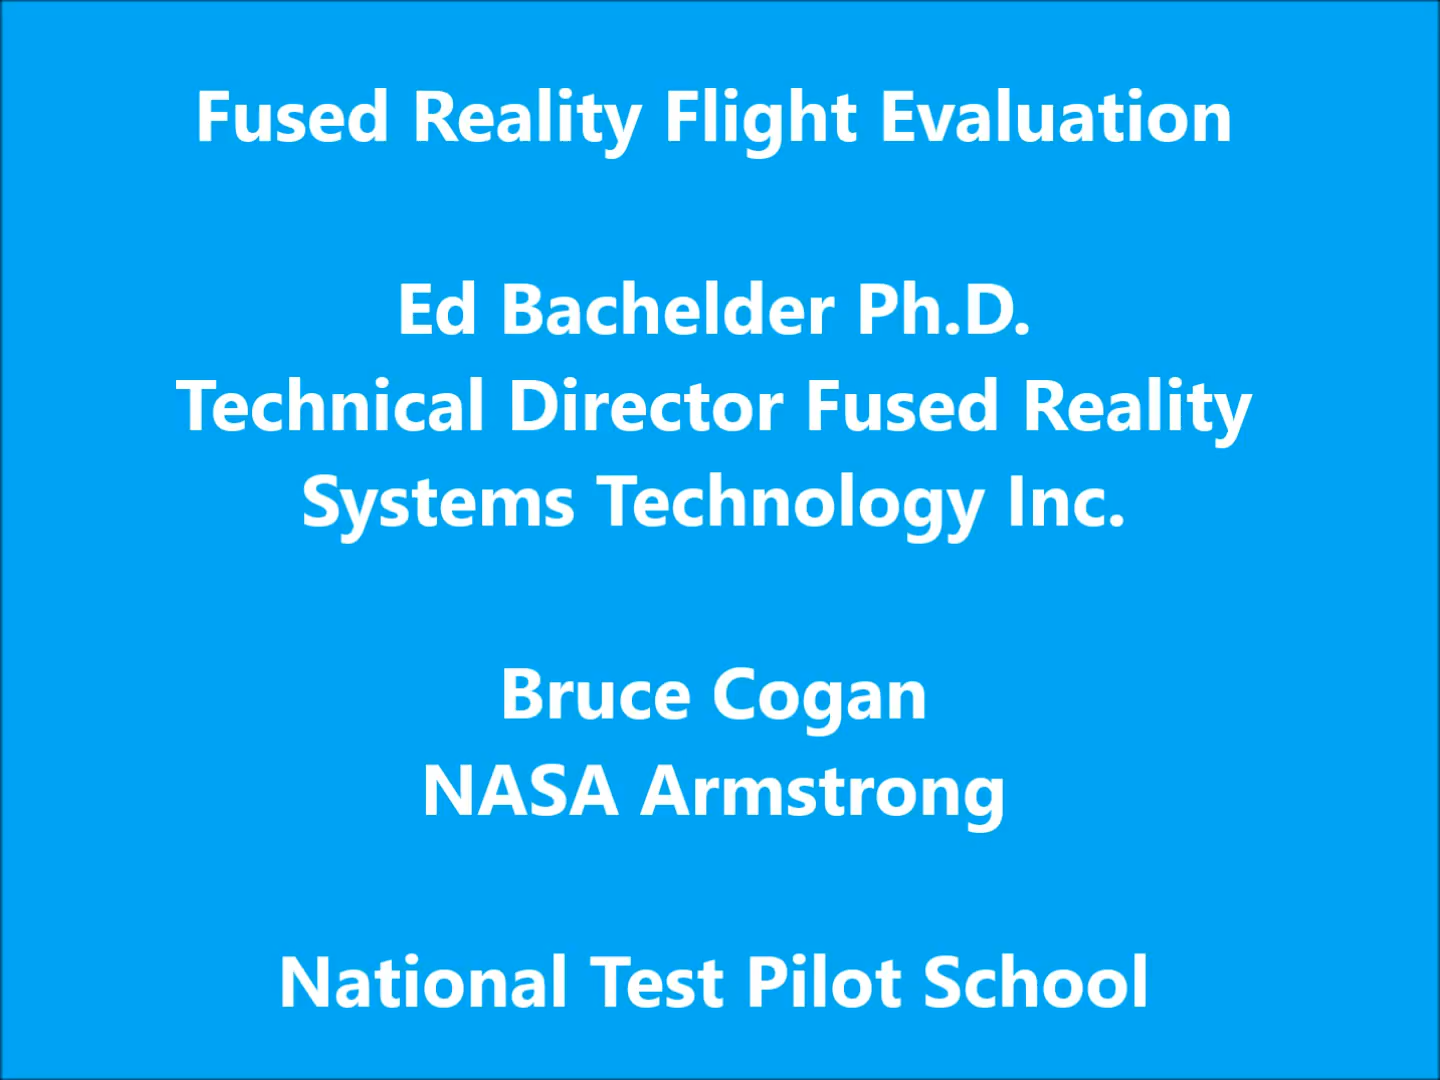 Fused Reality Flight Evaluation
Ed Bachelder Ph.D.
Technical Director Fused Reality
Systems Technology Inc.
Bruce Cogan
NASA Armstrong
National Test Pilot School